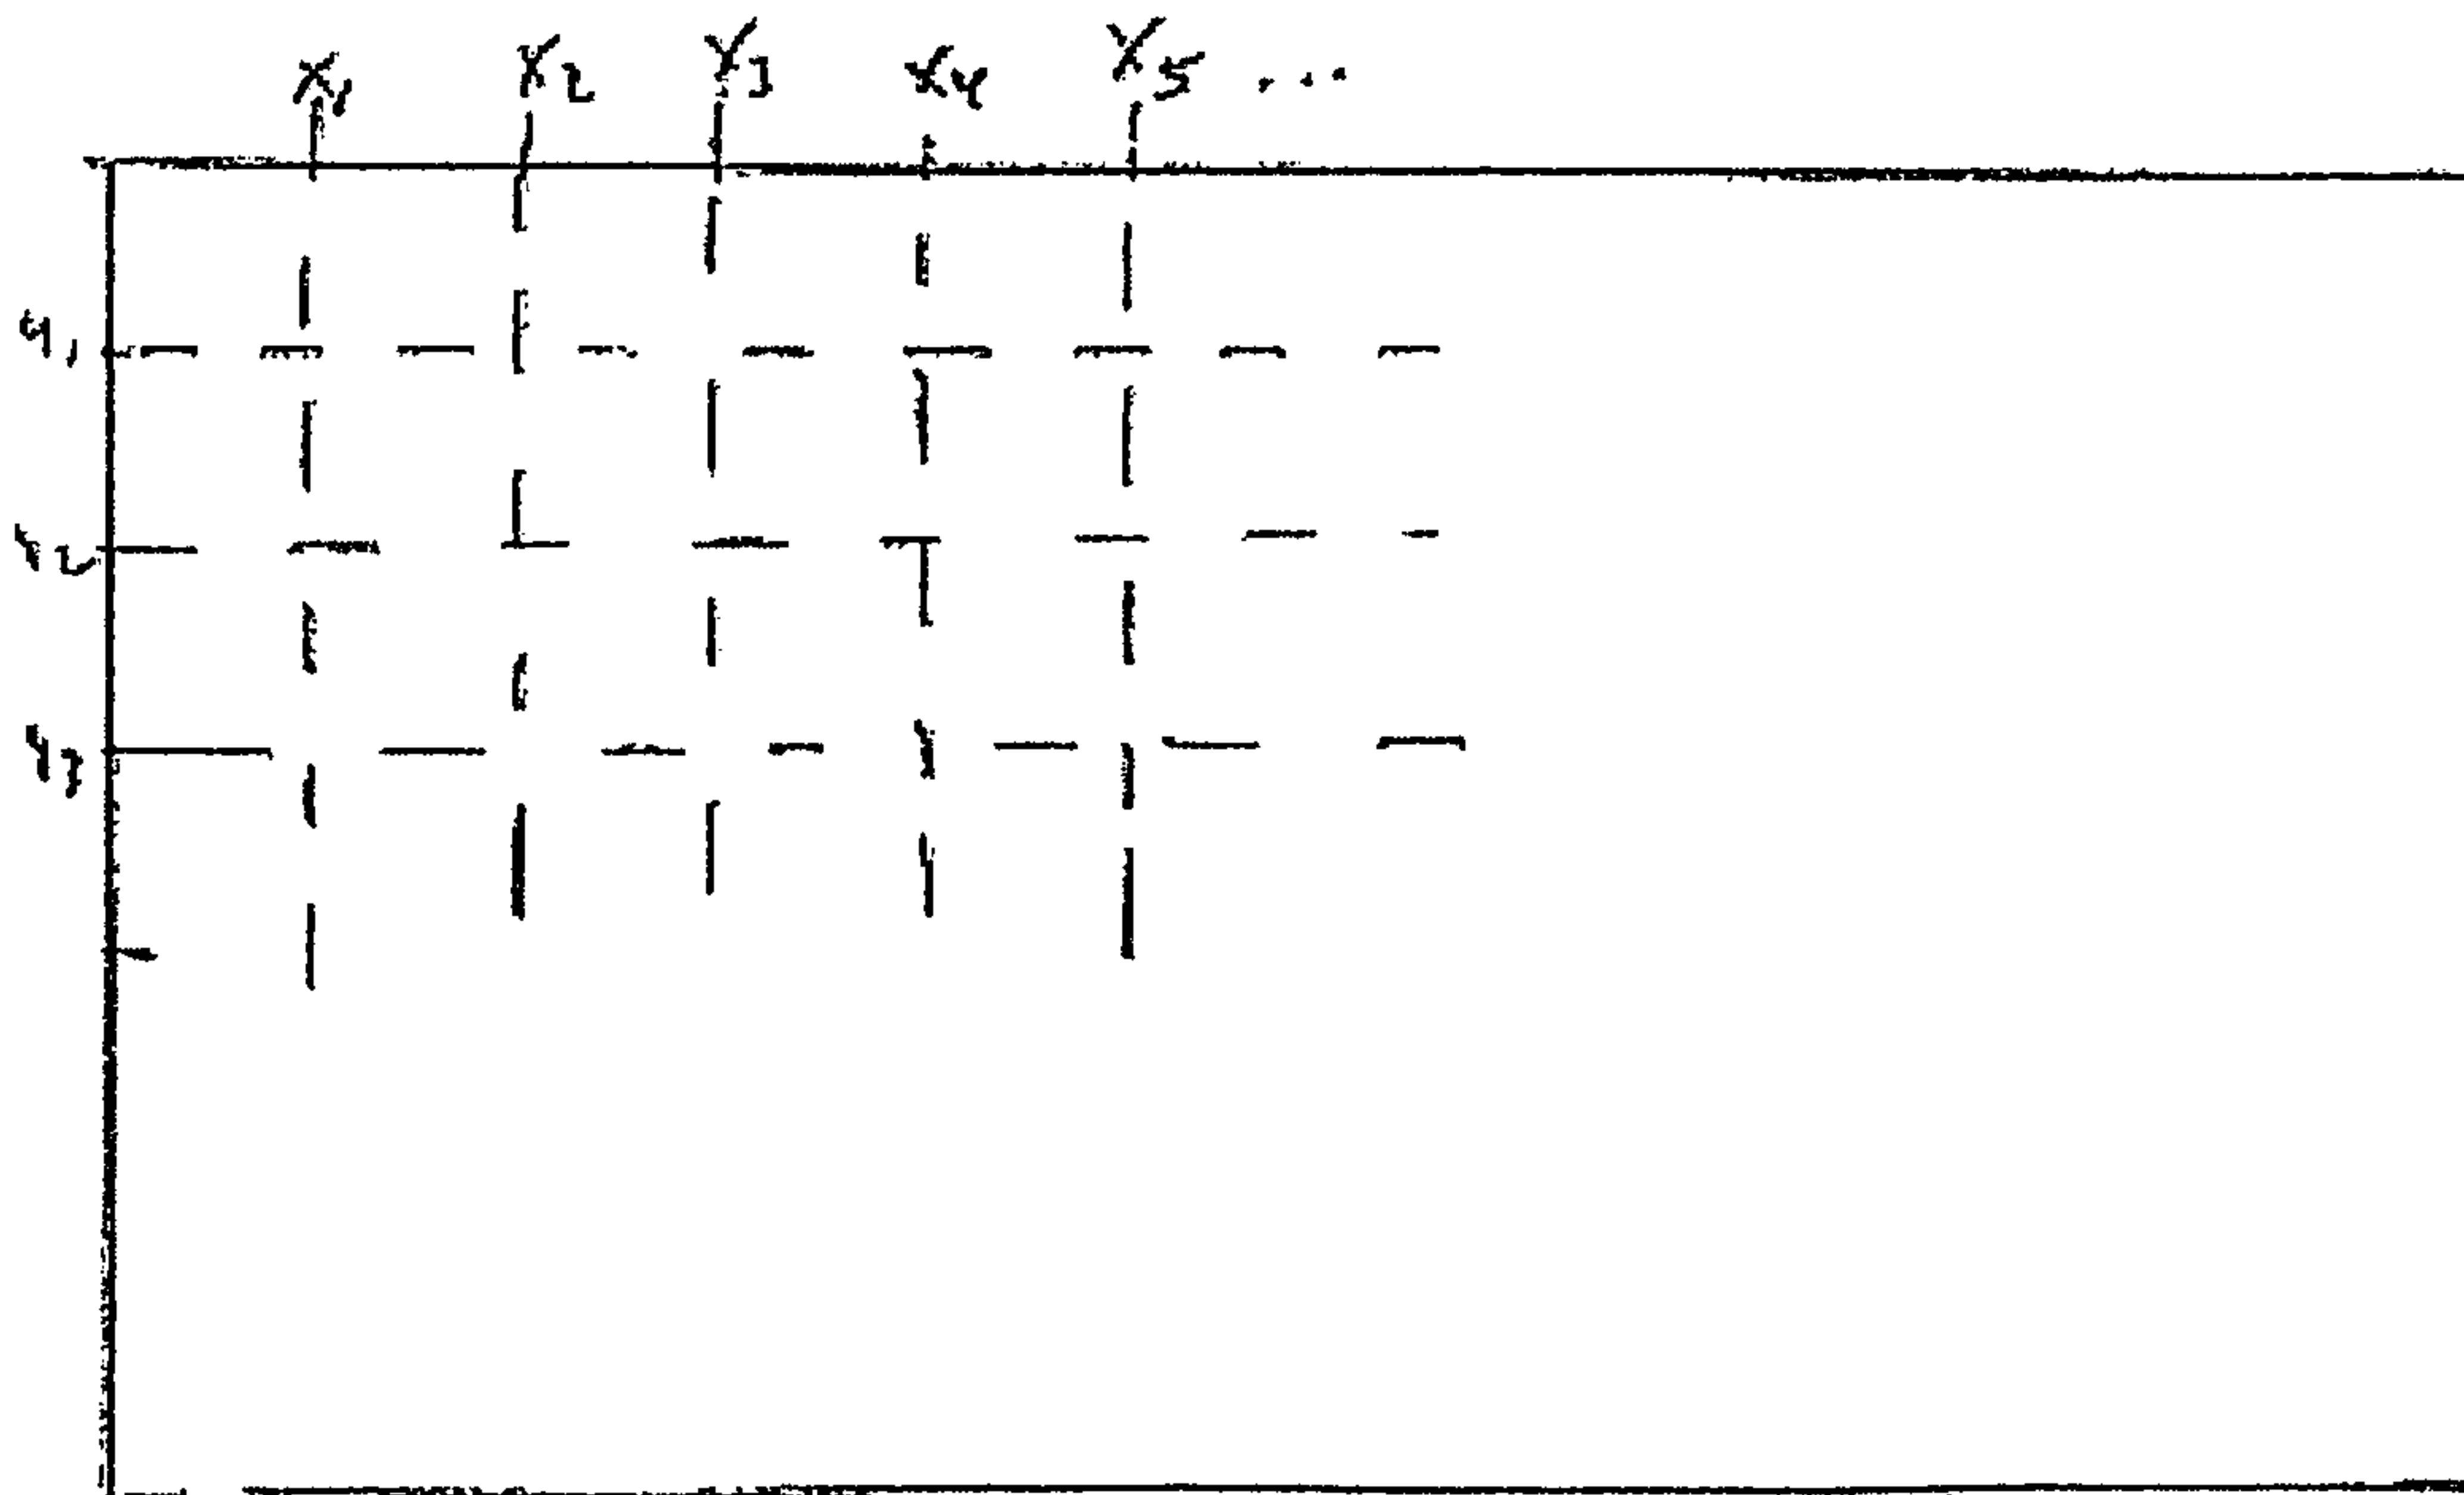 x₁ x₂ x₃ x₄ x₅ ...
y₁
y₂
y₃